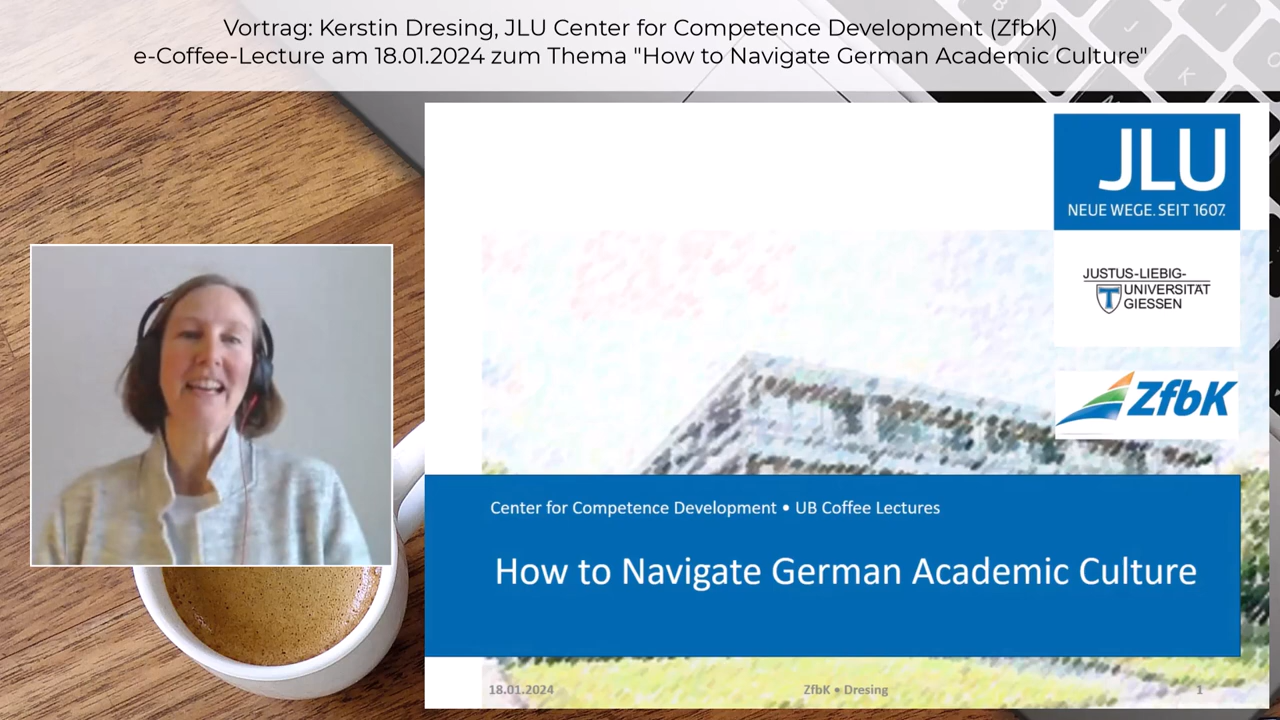 Vortrag: Kerstin Dresing, JLU Center for Competence Development (ZfbK)
e-Coffee-Lecture am 18.01.2024 zum Thema "How to Navigate German Academic Culture"
JLU
NEUE WEGE. SEIT 1607.
JUSTUS-LIEBIG-
UNIVERSITÄT
GIESSEN
ZfbK
Center for Competence Development • UB Coffee Lectures
How to Navigate German Academic Culture
18.01.2024
ZfbK • Dresing
1